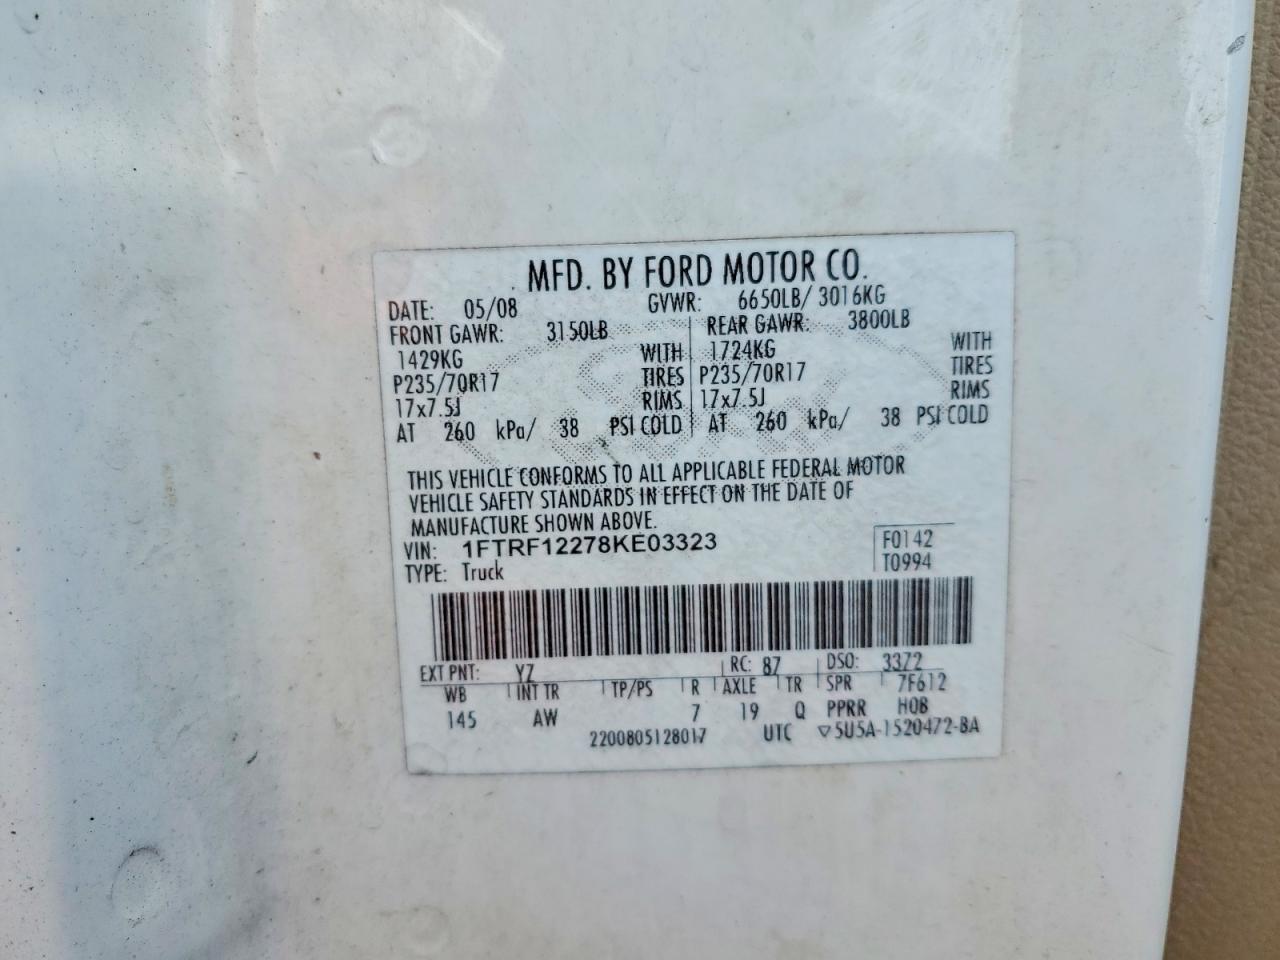 MFD. BY FORD MOTOR CO.
DATE: 05/08 GVWR: 6650LB/ 3016KG
FRONT GAWR: 3150LB REAR GAWR: 3800LB
1429KG WITH 1724KG WITH
P235/70R17 TIRES P235/70R17 TIRES
17x7.5J RIMS 17x7.5J RIMS
AT 260 kPa/ 38 PSI COLD AT 260 kPa/ 38 PSI COLD
THIS VEHICLE CONFORMS TO ALL APPLICABLE FEDERAL MOTOR
VEHICLE SAFETY STANDARDS IN EFFECT ON THE DATE OF
MANUFACTURE SHOWN ABOVE.
VIN: 1FTRF12278KE03323 F0142
TYPE: Truck T0994
EXT PNT: YZ RC: 87 DSO: 3372
WB INT TR TP/PS R AXLE TR SPR 7F612
145 AW 7 19 Q PPRR H0B
2200805128017 UTC ▽5U5A-1520472-BA